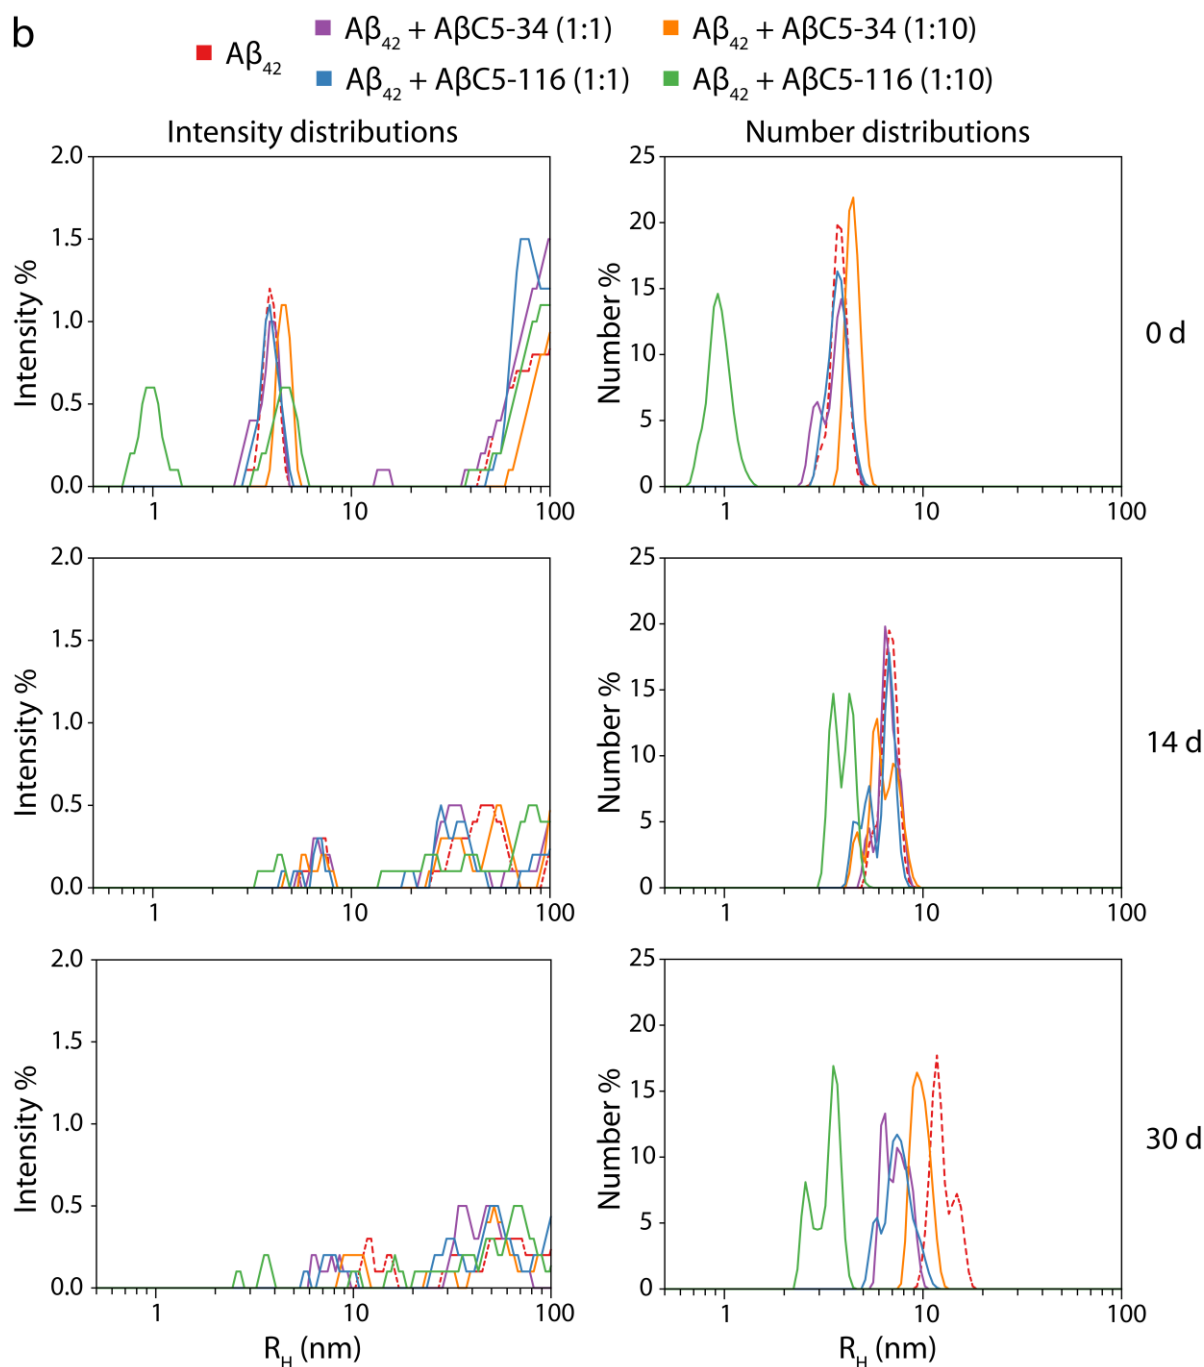 b
Aβ₄₂
Aβ₄₂ + AβC5-34 (1:1)
Aβ₄₂ + AβC5-34 (1:10)
Aβ₄₂ + AβC5-116 (1:1)
Aβ₄₂ + AβC5-116 (1:10)
Intensity distributions
Number distributions
2.0
1.5
1.0
0.5
0.0
Intensity %
1
10
100
25
20
15
10
5
0
Number %
1
10
100
0 d
2.0
1.5
1.0
0.5
0.0
Intensity %
1
10
100
25
20
15
10
5
0
Number %
1
10
100
14 d
2.0
1.5
1.0
0.5
0.0
Intensity %
1
10
100
R_H (nm)
25
20
15
10
5
0
Number %
1
10
100
R_H (nm)
30 d